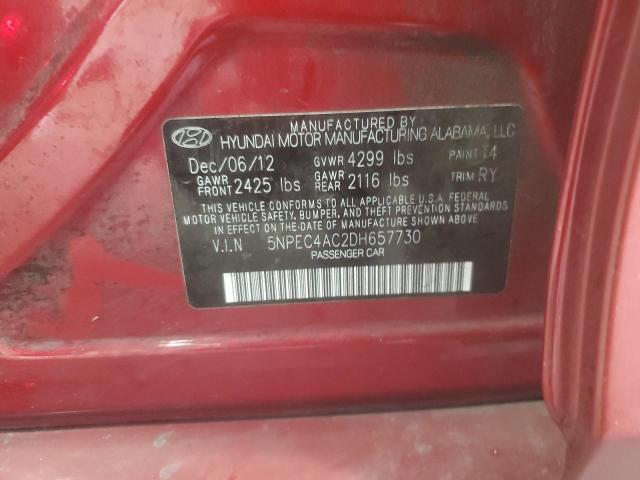 MANUFACTURED BY
HYUNDAI MOTOR MANUFACTURING ALABAMA, LLC
Dec/06/12 GVWR 4299 lbs PAINT T4
GAWR FRONT 2425 lbs GAWR REAR 2116 lbs TRIM RY
THIS VEHICLE CONFORMS TO ALL APPLICABLE U.S.A FEDERAL
MOTOR VEHICLE SAFETY, BUMPER, AND THEFT PREVENTION
STANDARDS IN EFFECT ON THE DATE OF MANUFACTURE SHOWN ABOVE.
V.I.N 5NPEC4AC2DH657730
PASSENGER CAR